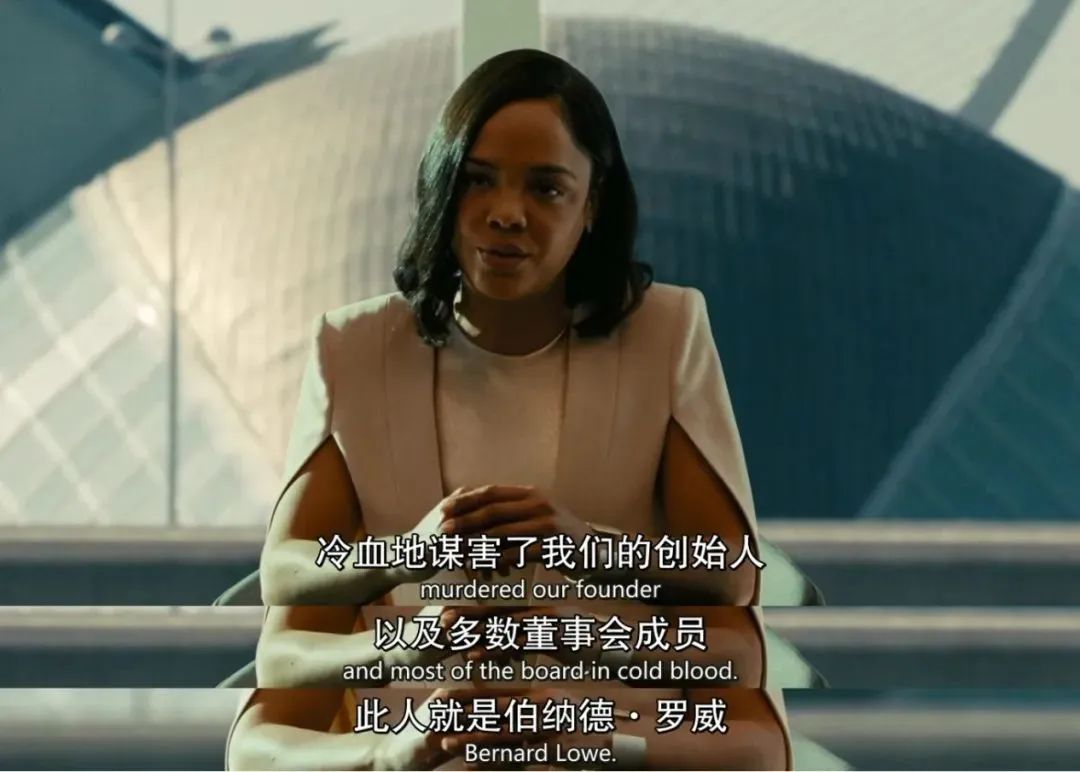 冷血地谋害了我们的创始人
murdered our founder
以及多数董事会成员
and most of the board in cold blood.
此人就是伯纳德·罗威
Bernard Lowe.